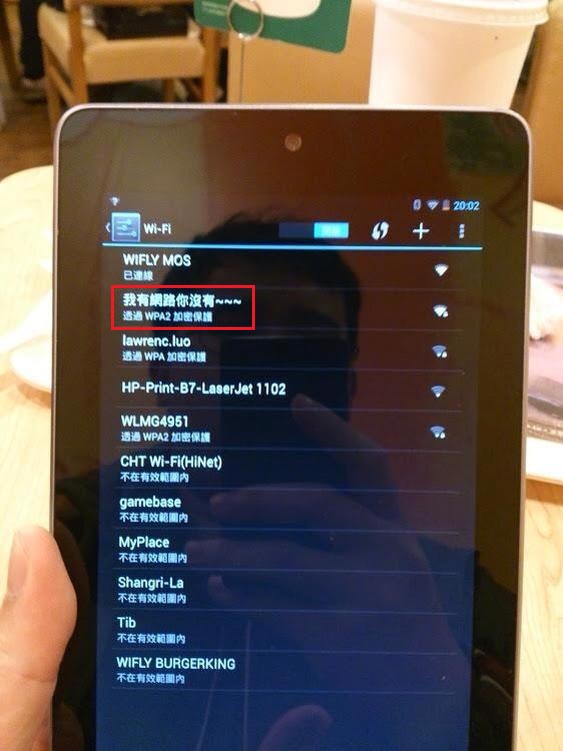 20:02
Wi-Fi
WIFLY MOS
已連線
我有網路你沒有~~~
透過 WPA2 加密保護
lawrenc.luo
透過 WPA 加密保護
HP-Print-B7-LaserJet 1102
WLMG4951
透過 WPA2 加密保護
CHT Wi-Fi(HiNet)
不在有效範圍內
gamebase
不在有效範圍內
MyPlace
不在有效範圍內
Shangri-La
不在有效範圍內
Tib
不在有效範圍內
WIFLY BURGERKING
不在有效範圍內